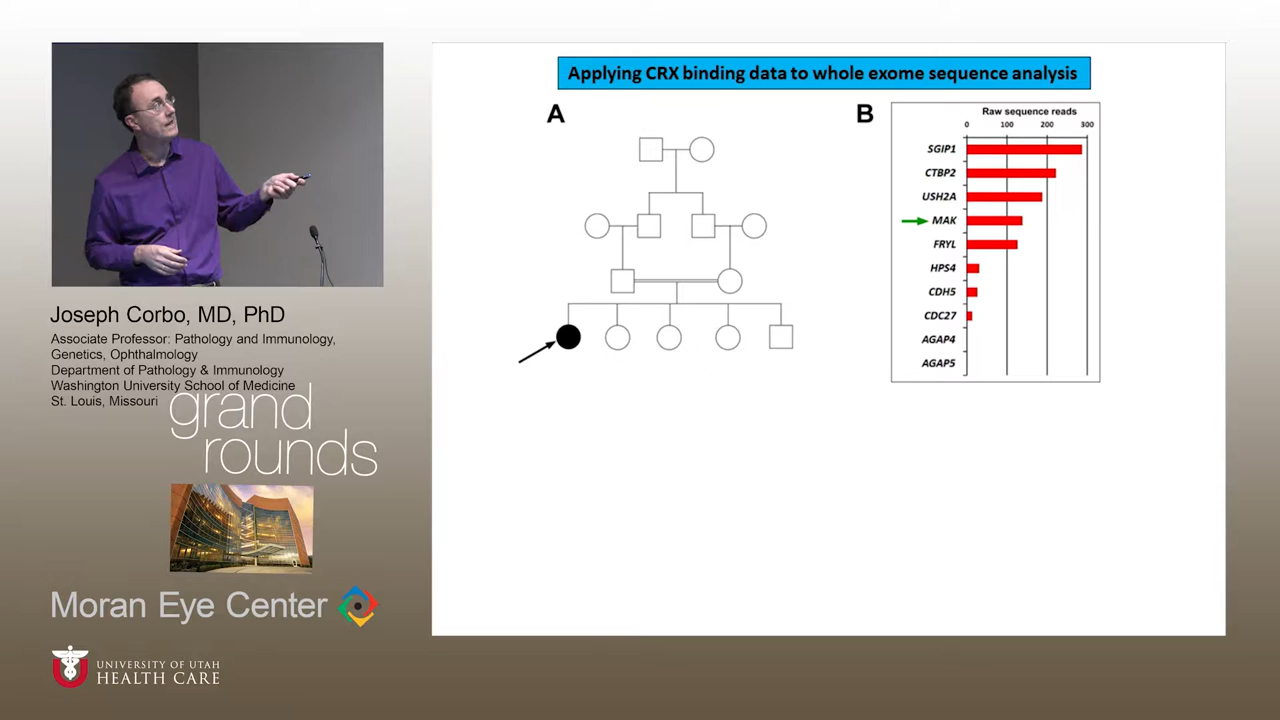 Applying CRX binding data to whole exome sequence analysis
A
B
Raw sequence reads
0 100 200 300
SGIP1
CTBP2
USH2A
MAK
FRYL
HPS4
CDH5
CDC27
AGAP4
AGAP5
Joseph Corbo, MD, PhD
Associate Professor: Pathology and Immunology,
Genetics, Ophthalmology
Department of Pathology & Immunology
Washington University School of Medicine
St. Louis, Missouri
grand
rounds
Moran Eye Center
U
UNIVERSITY OF UTAH
HEALTH CARE